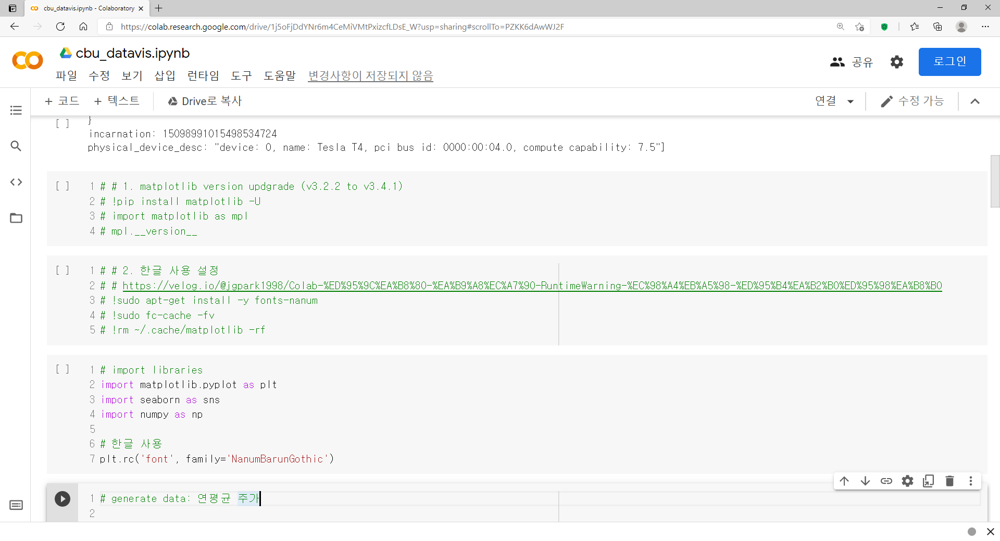 cbu_datavis.ipynb - Colaboratory
https://colab.research.google.com/drive/1j5oFjDdYNr6m4CeMiVMtPxizcfLDsE_W?usp=sharing#scrollTo=PZKK6dAwWJ2F
cbu_datavis.ipynb
파일 수정 보기 삽입 런타임 도구 도움말 변경사항이 저장되지 않음
공유 로그인
+ 코드 + 텍스트 Drive로 복사 연결 수정 가능
[ ] }
incarnation: 15098991015498534724
physical_device_desc: "device: 0, name: Tesla T4, pci bus id: 0000:00:04.0, compute capability: 7.5"]
[ ] 1 # # 1. matplotlib version updgrade (v3.2.2 to v3.4.1)
2 # !pip install matplotlib -U
3 # import matplotlib as mpl
4 # mpl.__version__
[ ] 1 # # 2. 한글 사용 설정
2 # # https://velog.io/@jgpark1998/Colab-%ED%95%9C%EA%B8%80-%EA%B9%A8%EC%A7%90-RuntimeWarning-%EC%98%A4%EB%A5%98-%ED%95%B4%EA%B2%B0%ED%95%98%EA%B8%B0
3 # !sudo apt-get install -y fonts-nanum
4 # !sudo fc-cache -fv
5 # !rm ~/.cache/matplotlib -rf
[ ] 1 # import libraries
2 import matplotlib.pyplot as plt
3 import seaborn as sns
4 import numpy as np
5
6 # 한글 사용
7 plt.rc('font', family='NanumBarunGothic')
1 # generate data: 연평균 주가
2